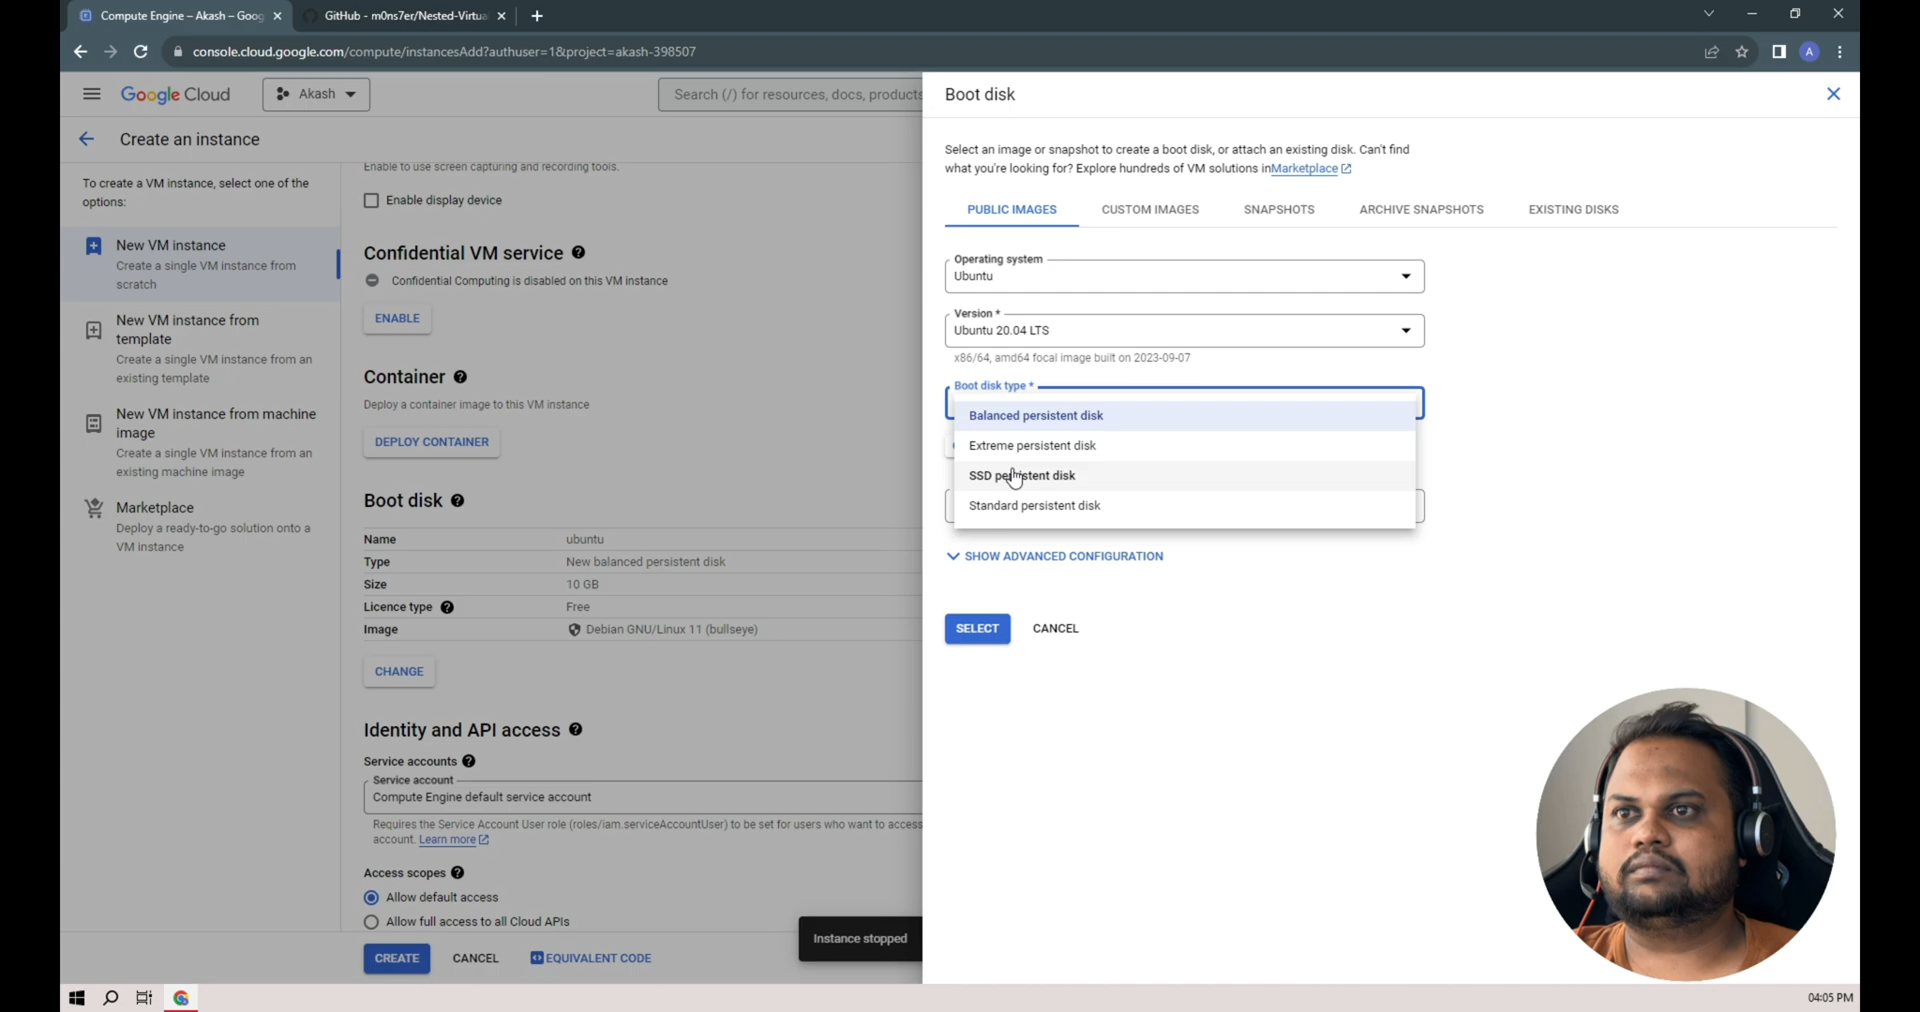 Compute Engine – Akash – Goog
GitHub - m0ns7er/Nested-Virtua
console.cloud.google.com/compute/instancesAdd?authuser=1&project=akash-398507
A
Google Cloud
Akash
Search (/) for resources, docs, products
Create an instance
To create a VM instance, select one of the
options:
New VM instance
Create a single VM instance from
scratch
New VM instance from
template
Create a single VM instance from an
existing template
New VM instance from machine
image
Create a single VM instance from an
existing machine image
Marketplace
Deploy a ready-to-go solution onto a
VM instance
Enable to use screen capturing and recording tools.
Enable display device
Confidential VM service
Confidential Computing is disabled on this VM instance
ENABLE
Container
Deploy a container image to this VM instance
DEPLOY CONTAINER
Boot disk
Name ubuntu
Type New balanced persistent disk
Size 10 GB
Licence type Free
Image Debian GNU/Linux 11 (bullseye)
CHANGE
Identity and API access
Service accounts
Service account
Compute Engine default service account
Requires the Service Account User role (roles/iam.serviceAccountUser) to be set for users who want to access
account. Learn more
Access scopes
Allow default access
Allow full access to all Cloud APIs
CREATE CANCEL EQUIVALENT CODE
Instance stopped
Boot disk
Select an image or snapshot to create a boot disk, or attach an existing disk. Can't find
what you're looking for? Explore hundreds of VM solutions inMarketplace
PUBLIC IMAGES CUSTOM IMAGES SNAPSHOTS ARCHIVE SNAPSHOTS EXISTING DISKS
Operating system
Ubuntu
Version *
Ubuntu 20.04 LTS
x86/64, amd64 focal image built on 2023-09-07
Boot disk type *
Balanced persistent disk
Extreme persistent disk
SSD persistent disk
Standard persistent disk
SHOW ADVANCED CONFIGURATION
SELECT CANCEL
04:05 PM